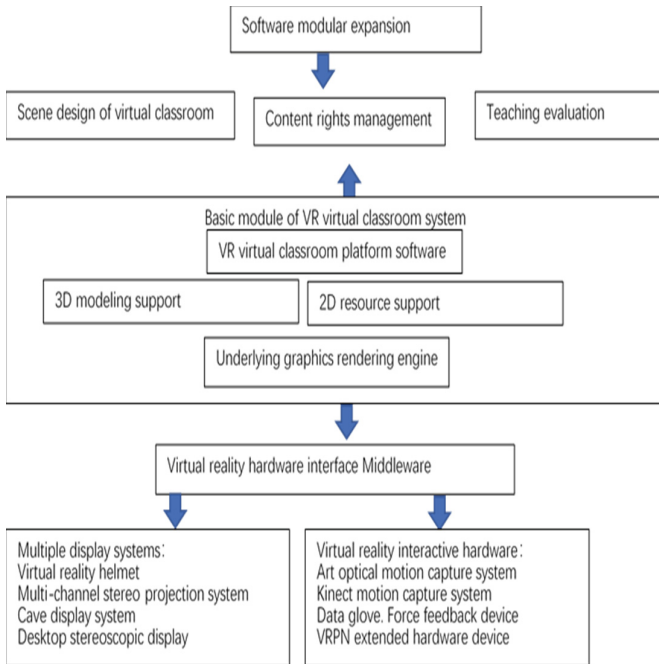 Software modular expansion
Scene design of virtual classroom
Content rights management
Teaching evaluation
Basic module of VR virtual classroom system
VR virtual classroom platform software
3D modeling support
2D resource support
Underlying graphics rendering engine
Virtual reality hardware interface Middleware
Multiple display systems:
Virtual reality helmet
Multi-channel stereo projection system
Cave display system
Desktop stereoscopic display
Virtual reality interactive hardware:
Art optical motion capture system
Kinect motion capture system
Data glove. Force feedback device
VRPN extended hardware device